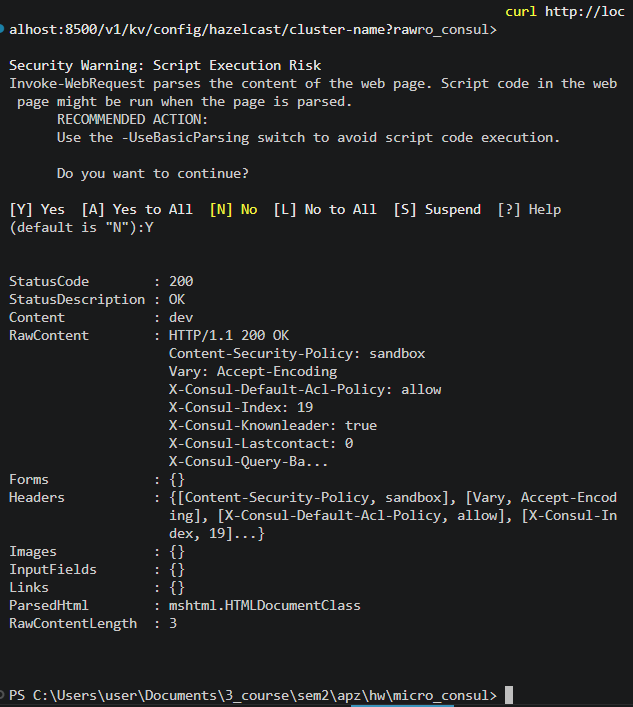 curl http://loc
alhost:8500/v1/kv/config/hazelcast/cluster-name?rawro_consul>
Security Warning: Script Execution Risk
Invoke-WebRequest parses the content of the web page. Script code in the web
page might be run when the page is parsed.
RECOMMENDED ACTION:
Use the -UseBasicParsing switch to avoid script code execution.
Do you want to continue?
[Y] Yes  [A] Yes to All  [N] No  [L] No to All  [S] Suspend  [?] Help
(default is "N"):Y
StatusCode        : 200
StatusDescription : OK
Content           : dev
RawContent        : HTTP/1.1 200 OK
Content-Security-Policy: sandbox
Vary: Accept-Encoding
X-Consul-Default-Acl-Policy: allow
X-Consul-Index: 19
X-Consul-Knownleader: true
X-Consul-Lastcontact: 0
X-Consul-Query-Ba...
Forms             : {}
Headers           : {[Content-Security-Policy, sandbox], [Vary, Accept-Encod
ing], [X-Consul-Default-Acl-Policy, allow], [X-Consul-In
dex, 19]...}
Images            : {}
InputFields       : {}
Links             : {}
ParsedHtml        : mshtml.HTMLDocumentClass
RawContentLength  : 3
PS C:\Users\user\Documents\3_course\sem2\apz\hw\micro_consul>